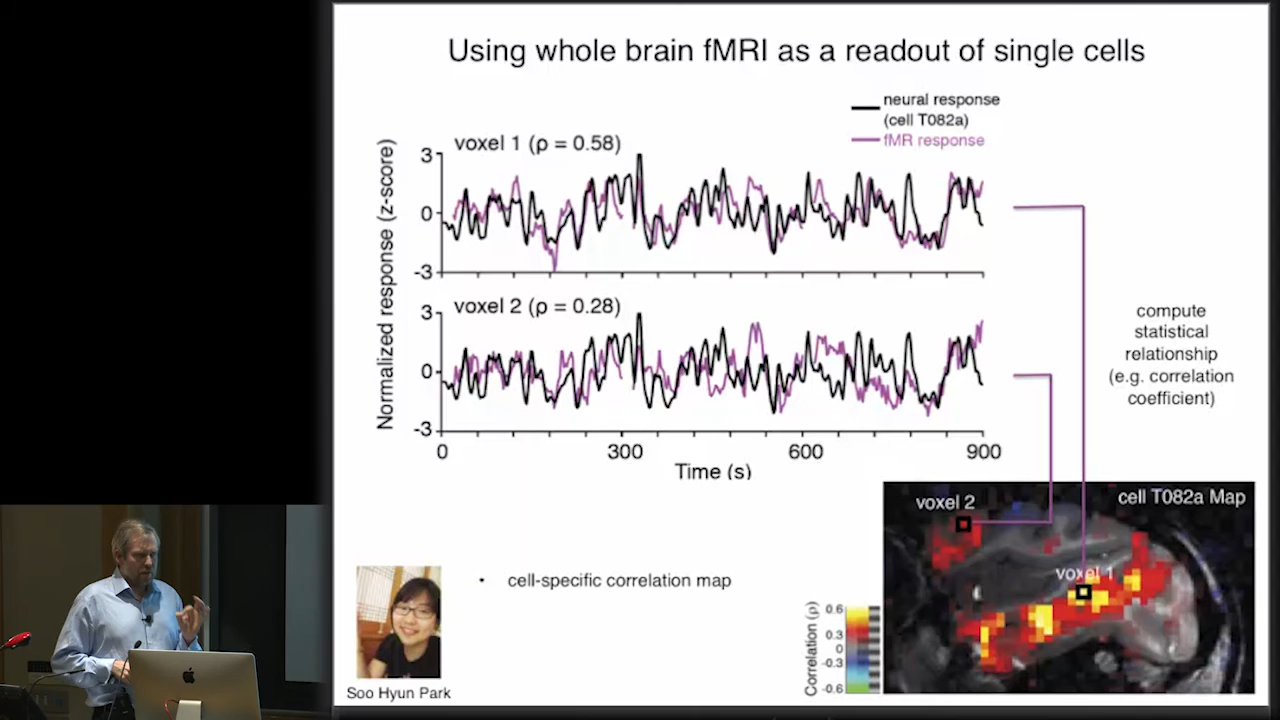 Using whole brain fMRI as a readout of single cells
neural response
(cell T082a)
fMR response
voxel 1 (ρ = 0.58)
Normalized response (z-score)
3
0
-3
voxel 2 (ρ = 0.28)
3
0
-3
0 300 600 900
Time (s)
compute
statistical
relationship
(e.g. correlation
coefficient)
voxel 2
cell T082a Map
voxel 1
Correlation (ρ)
0.6
0.3
0
-0.3
-0.6
• cell-specific correlation map
Soo Hyun Park